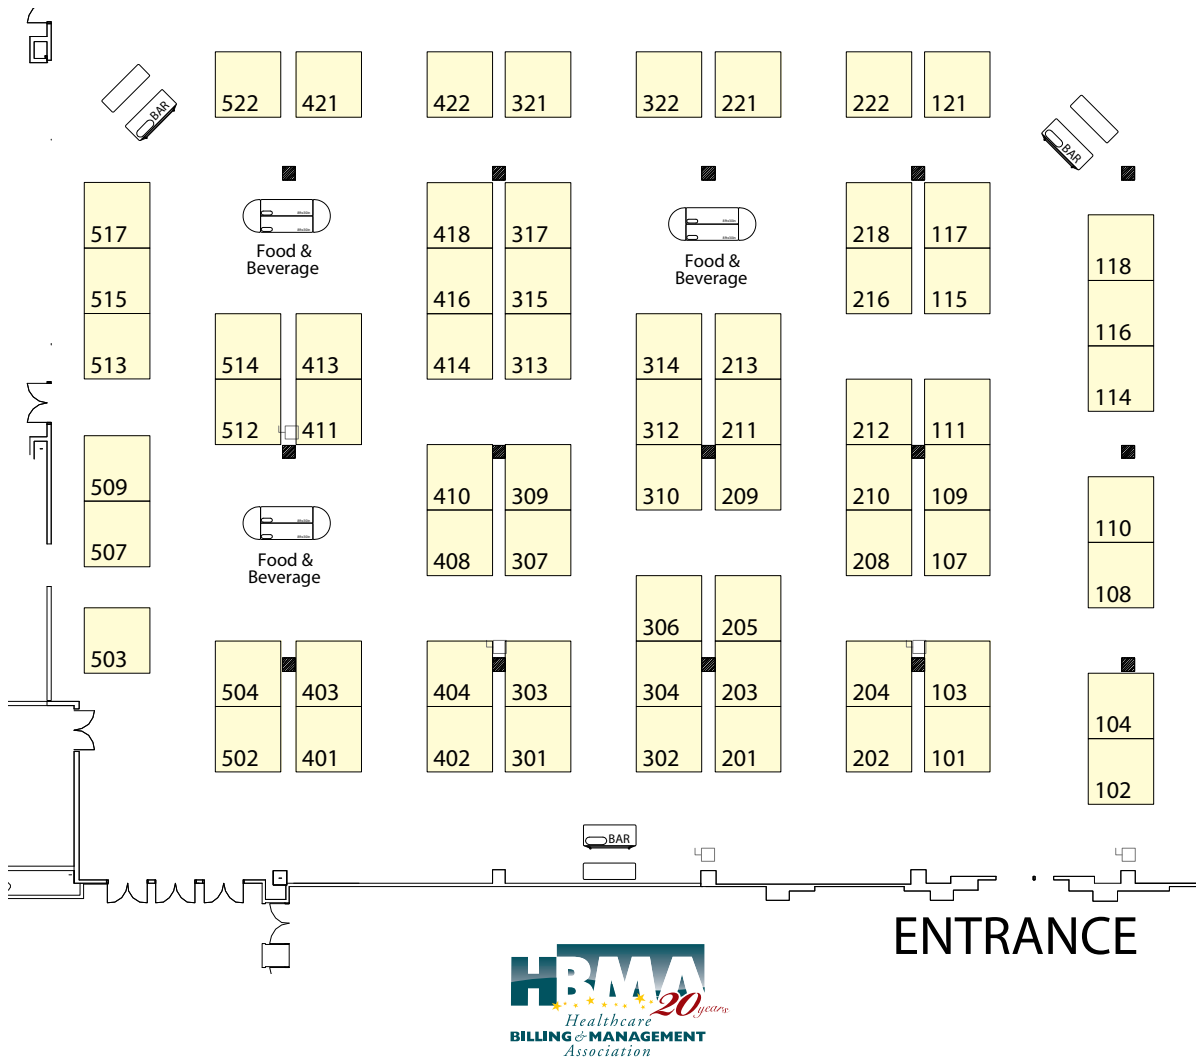 522 421 422 321 322 221 222 121
BAR
BAR
517 418 317 218 117
Food &
Beverage
Food &
Beverage
118
515 416 315 216 115
116
513 514 413 414 313 314 213
114
512 411 312 211 212 111
509 410 309 310 209 210 109
110
507 408 307 208 107
Food &
Beverage
108
306 205
503
504 403 404 303 304 203 204 103
104
502 401 402 301 302 201 202 101
102
BAR
ENTRANCE
HBMA
20 years
Healthcare
BILLING & MANAGEMENT
Association